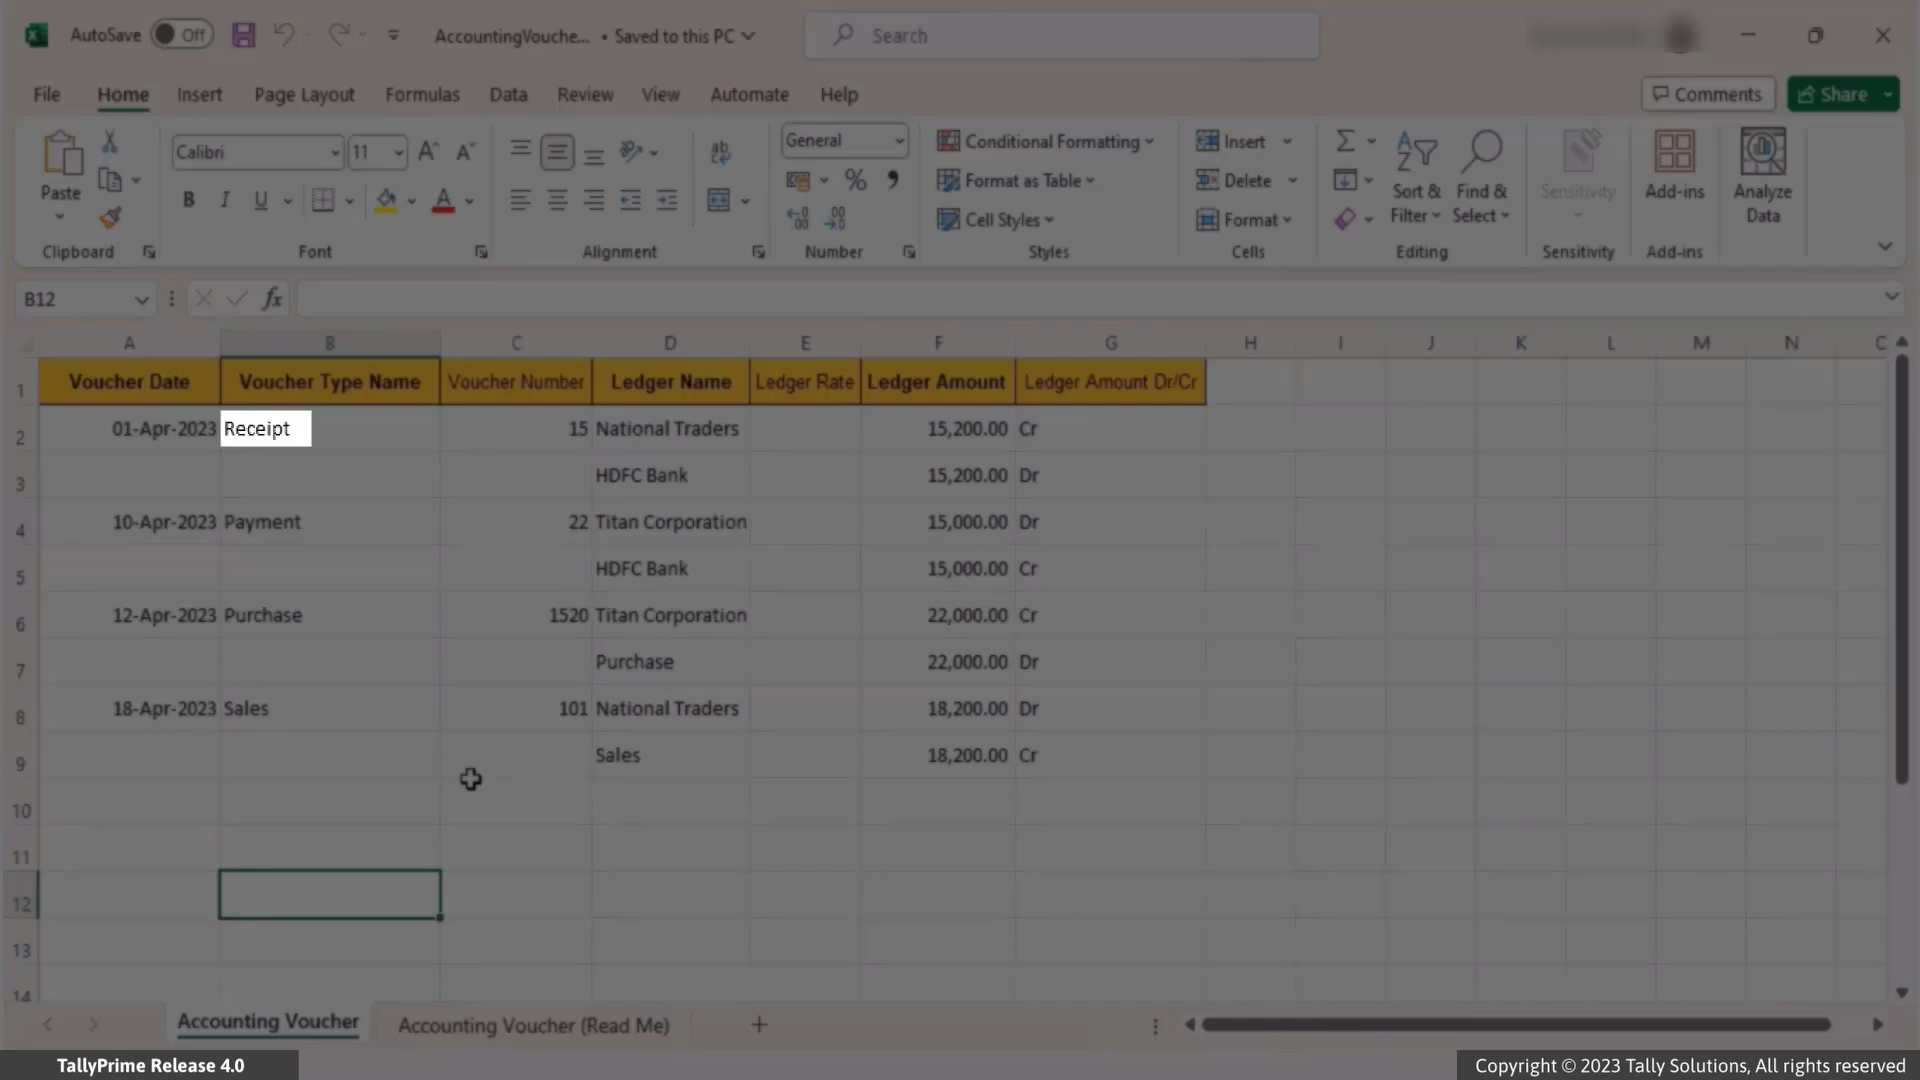 AutoSave Off AccountingVouche... • Saved to this PC Search
File Home Insert Page Layout Formulas Data Review View Automate Help Comments Share
Paste
Clipboard
Calibri 11
B I U A
Font
ab
Alignment
General
% 9
Number
Conditional Formatting
Format as Table
Cell Styles
Styles
Insert
Delete
Format
Cells
Sort & Filter
Find & Select
Editing
Sensitivity
Sensitivity
Add-ins
Add-ins
Analyze Data
B12 fx
A B C D E F G H I J K L M N
1 Voucher Date Voucher Type Name Voucher Number Ledger Name Ledger Rate Ledger Amount Ledger Amount Dr/Cr
2 01-Apr-2023 Receipt 15 National Traders 15,200.00 Cr
3 HDFC Bank 15,200.00 Dr
4 10-Apr-2023 Payment 22 Titan Corporation 15,000.00 Dr
5 HDFC Bank 15,000.00 Cr
6 12-Apr-2023 Purchase 1520 Titan Corporation 22,000.00 Cr
7 Purchase 22,000.00 Dr
8 18-Apr-2023 Sales 101 National Traders 18,200.00 Dr
9 Sales 18,200.00 Cr
10
11
12
13
14
Accounting Voucher Accounting Voucher (Read Me) +
TallyPrime Release 4.0
Copyright © 2023 Tally Solutions, All rights reserved